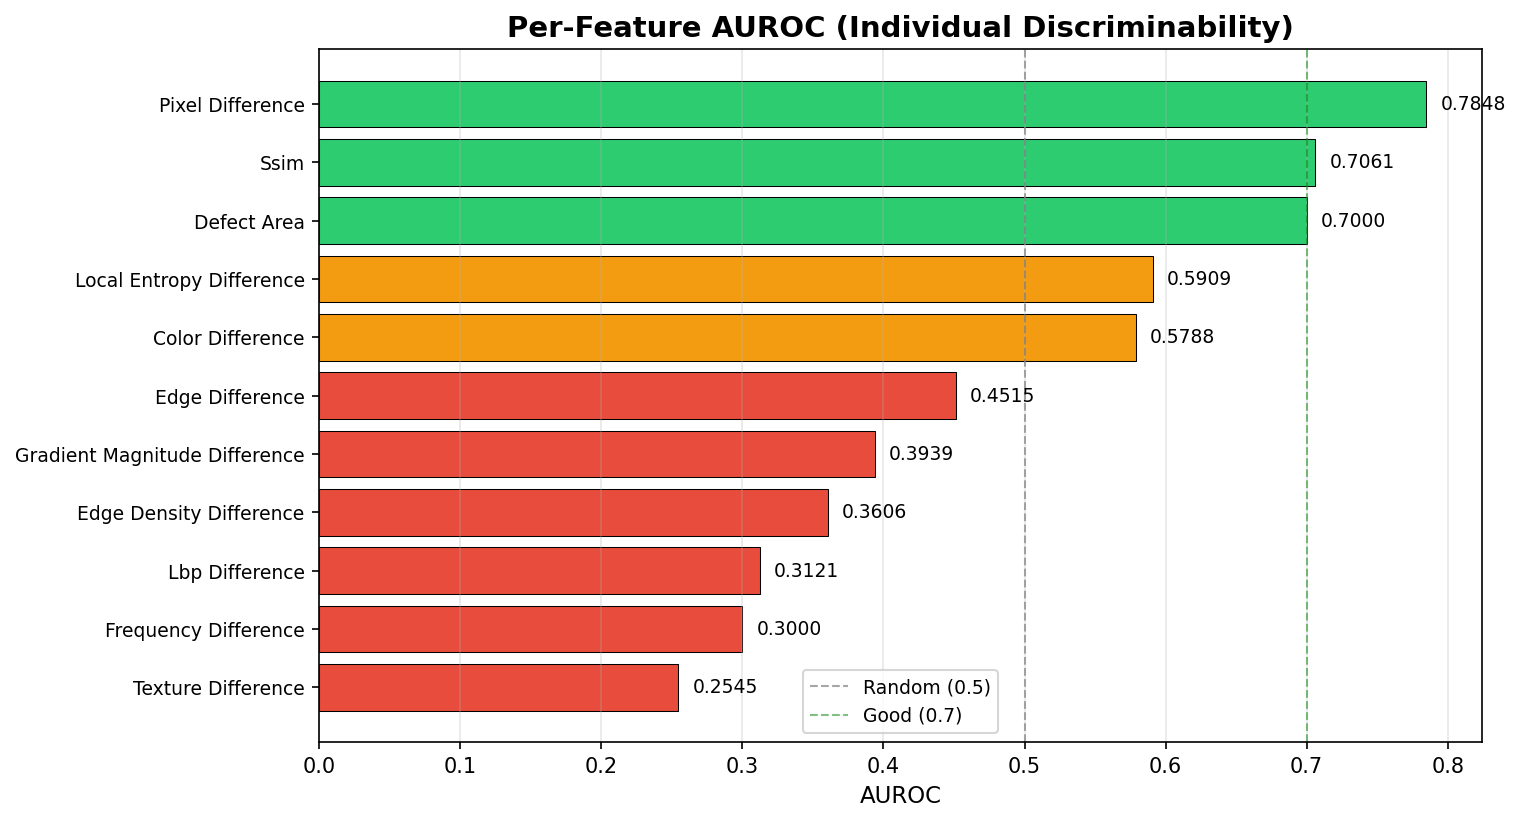 Per-Feature AUROC (Individual Discriminability)
Pixel Difference 0.7848
Ssim 0.7061
Defect Area 0.7000
Local Entropy Difference 0.5909
Color Difference 0.5788
Edge Difference 0.4515
Gradient Magnitude Difference 0.3939
Edge Density Difference 0.3606
Lbp Difference 0.3121
Frequency Difference 0.3000
Texture Difference 0.2545
Random (0.5)
Good (0.7)
0.0 0.1 0.2 0.3 0.4 0.5 0.6 0.7 0.8
AUROC